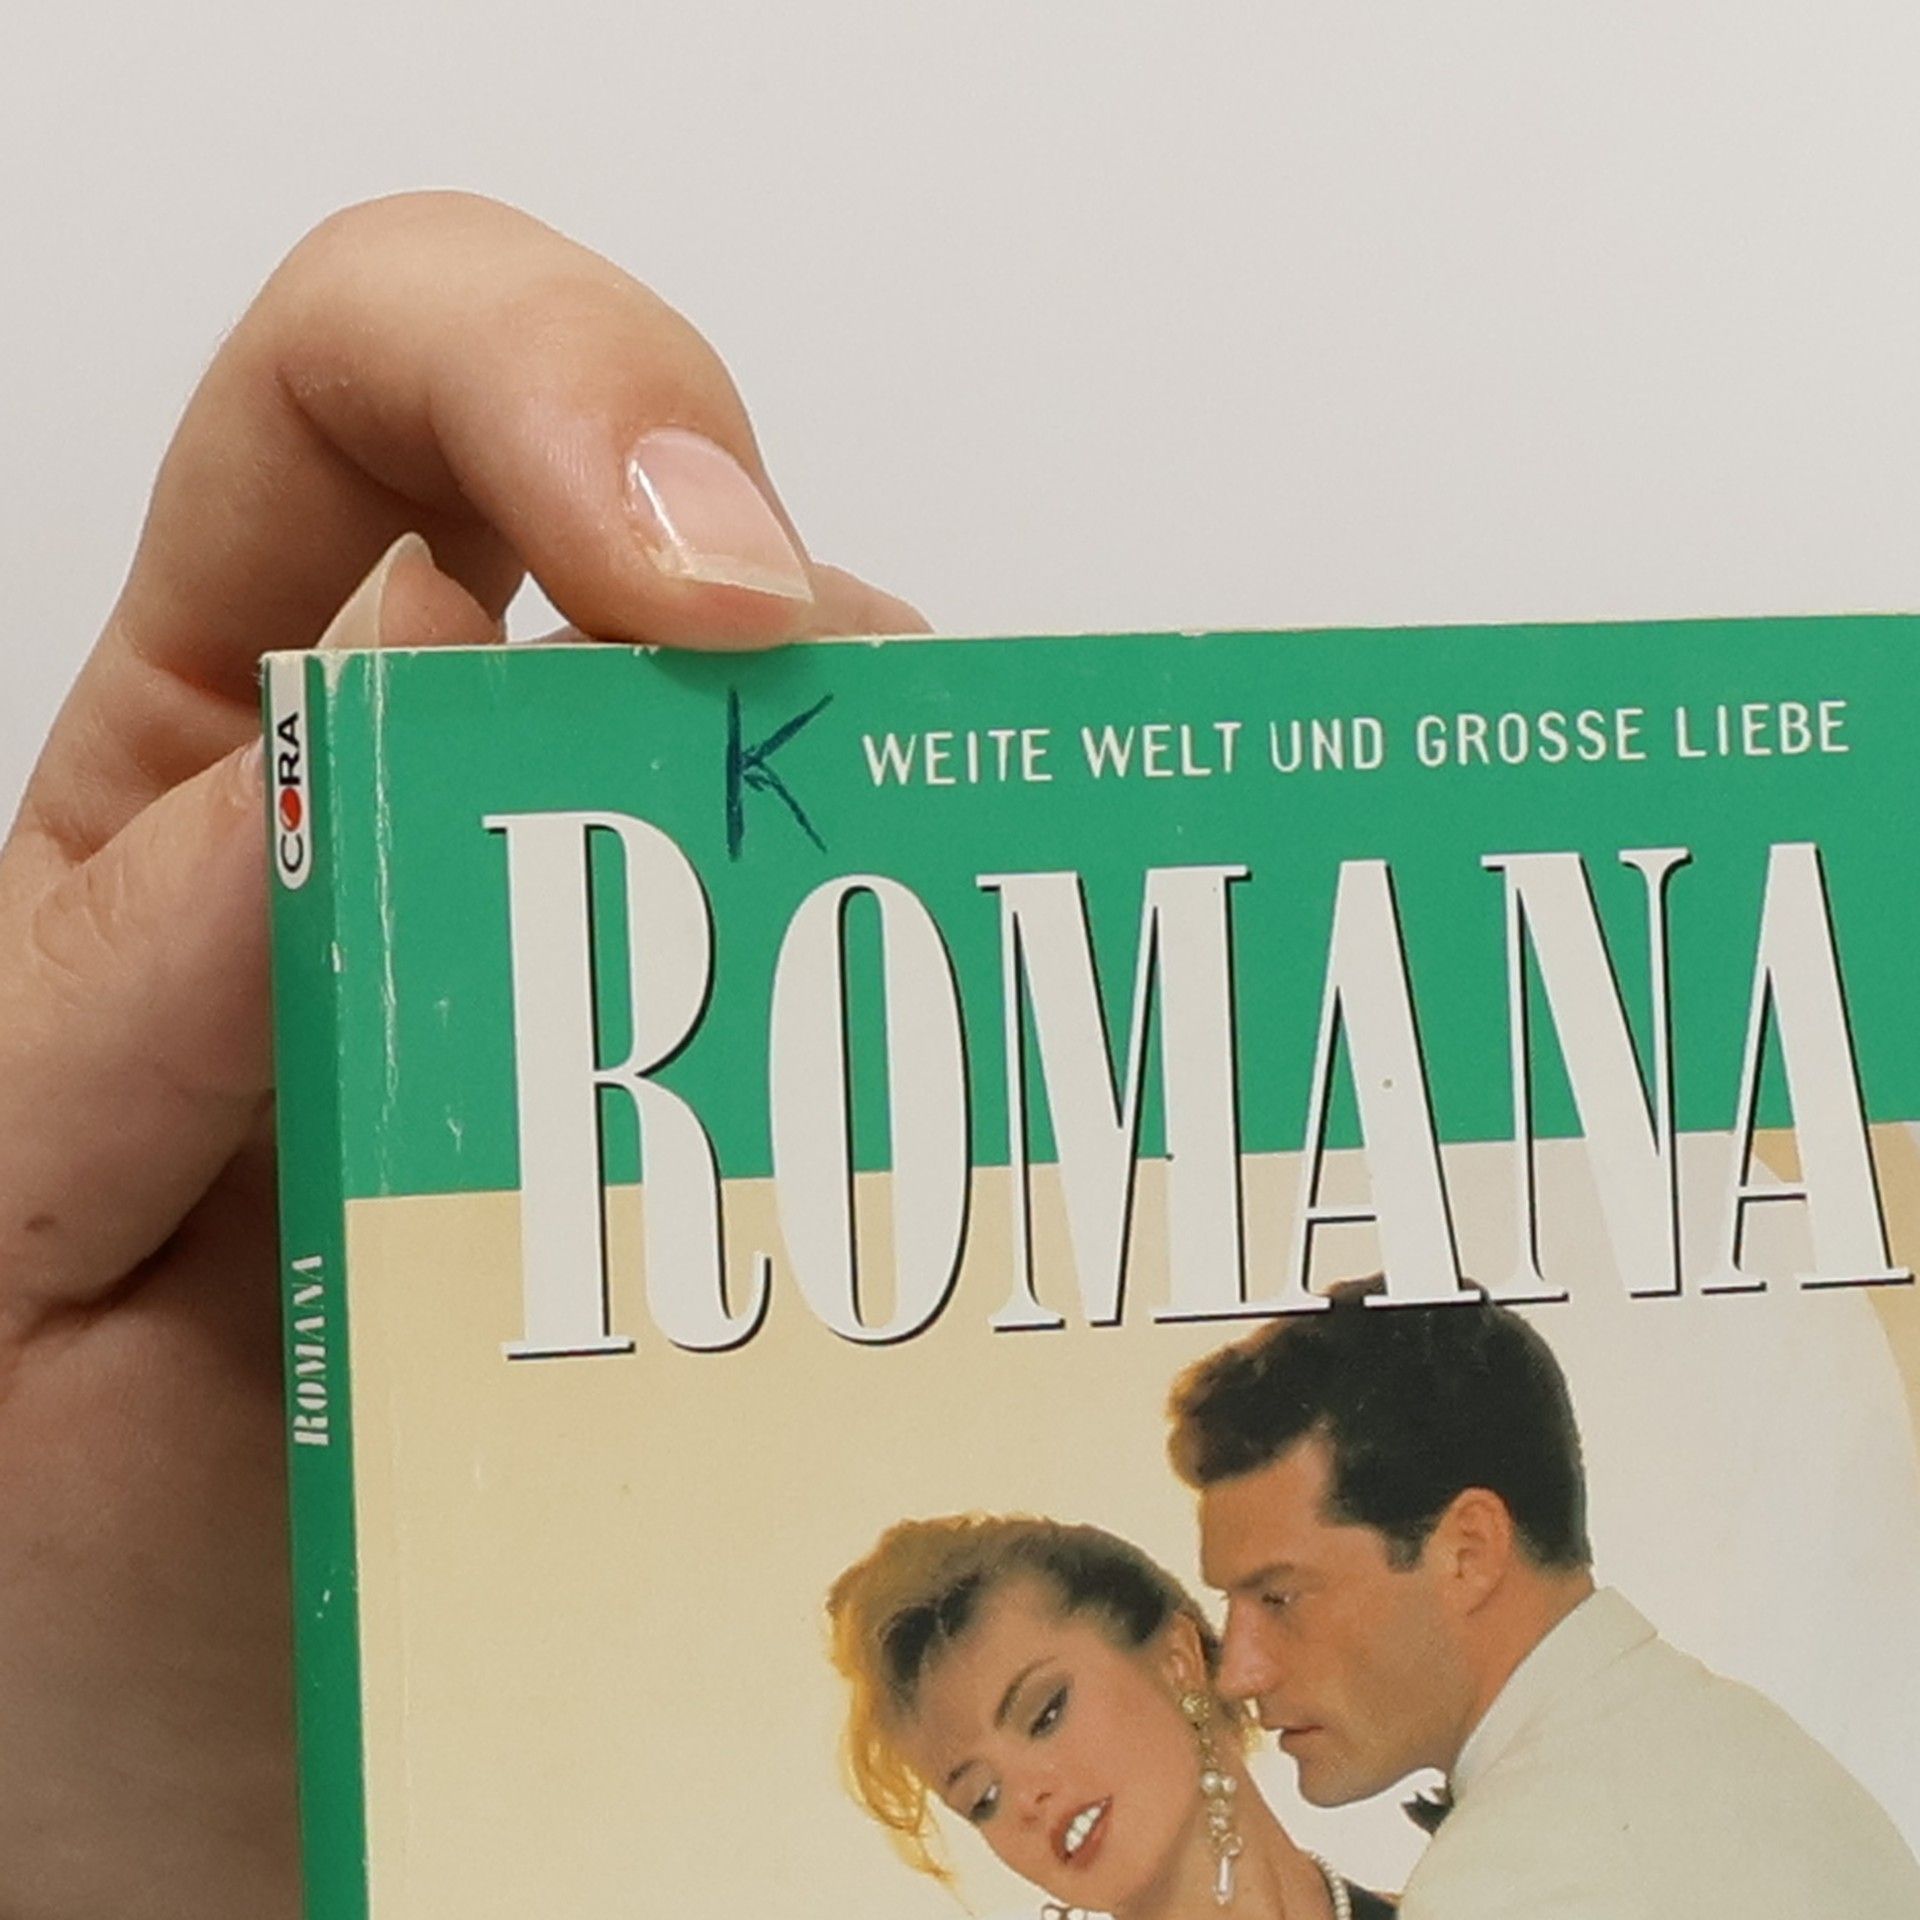 K
WEITE WELT UND GROSSE LIEBE
ROMANA
CORA
ROMANA